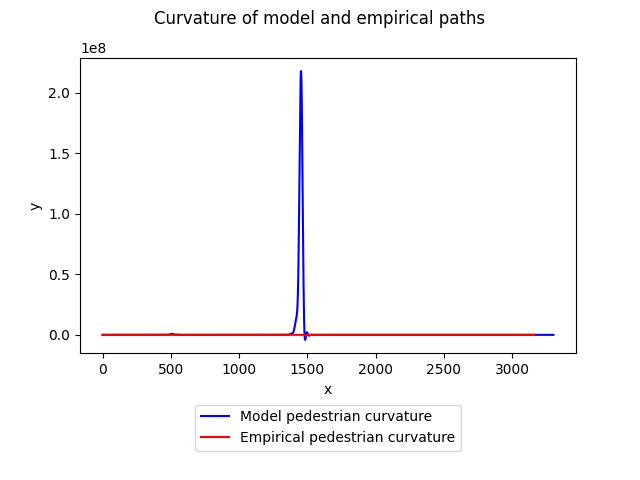 Curvature of model and empirical paths
1e8
2.0
1.5
y
1.0
0.5
0.0
0 500 1000 1500 2000 2500 3000
x
Model pedestrian curvature
Empirical pedestrian curvature